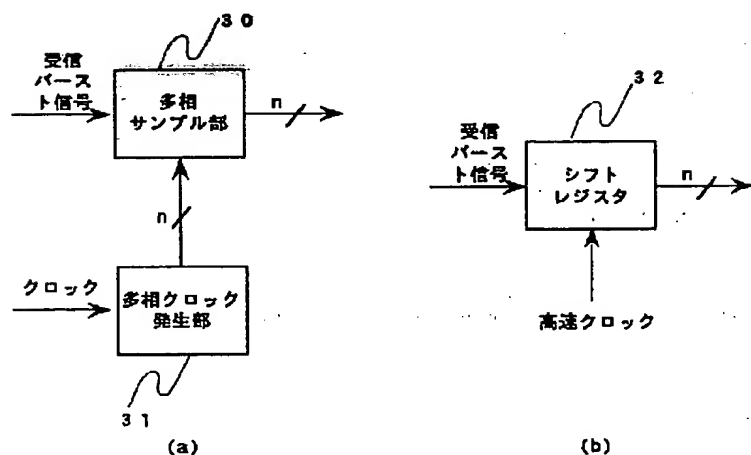 ３０
受信
バース
ト信号
多相
サンプル部
n
n
クロック
多相クロック
発生部
３１
(a)
３２
受信
バース
ト信号
シフト
レジスタ
n
高速クロック
(b)